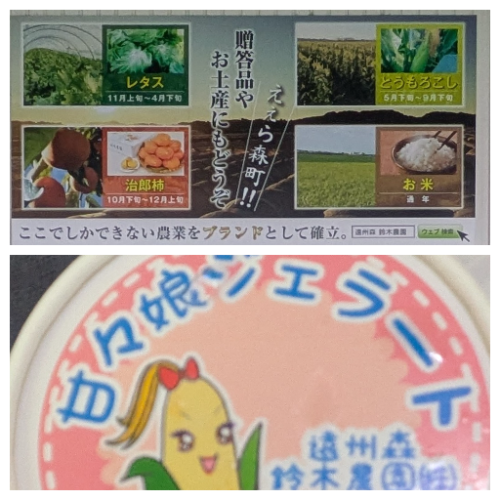 レタス
11月上旬〜4月下旬
治郎柿
10月下旬〜12月上旬
贈答品や
お土産にもどうぞ
ええら森町!!
とうもろこし
5月下旬〜9月下旬
お米
通年
ここでしかできない農業をブランドとして確立。
遠州森 鈴木農園
ウェブ検索
甘々娘ジェラート
遠州森
鈴木農園